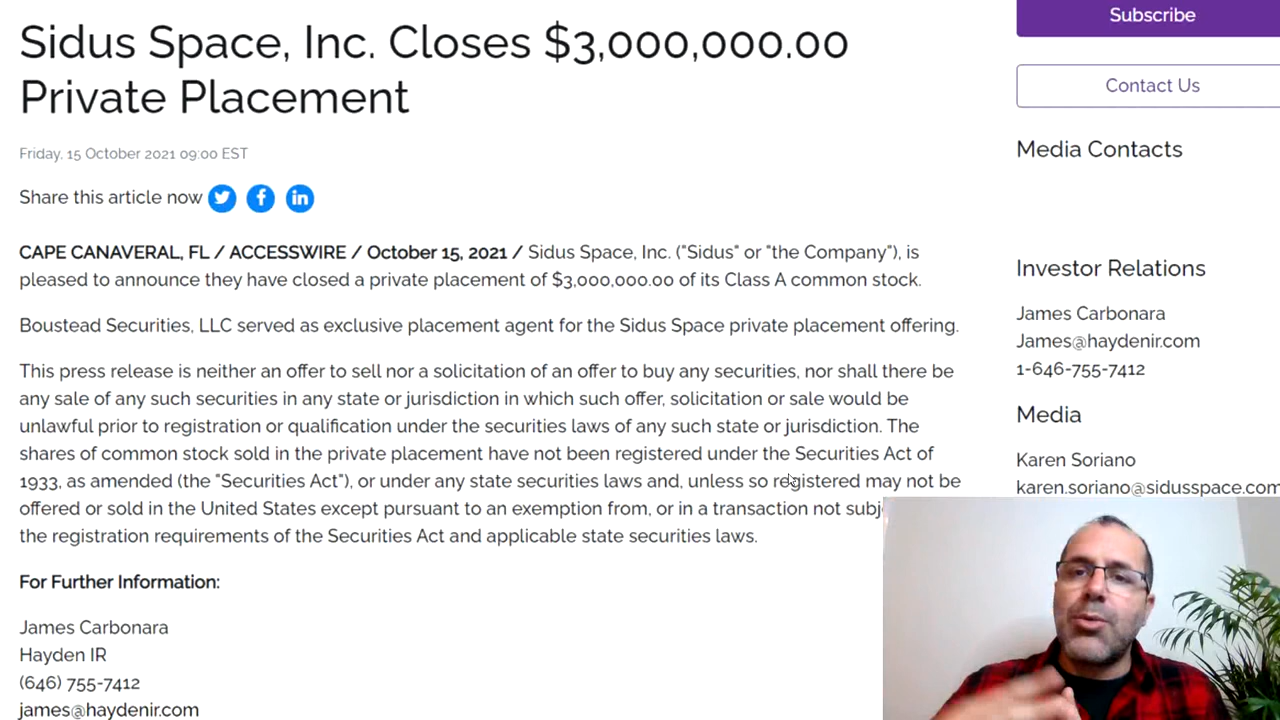 Sidus Space, Inc. Closes $3,000,000.00
Private Placement
Friday, 15 October 2021 09:00 EST
Share this article now
CAPE CANAVERAL, FL / ACCESSWIRE / October 15, 2021 / Sidus Space, Inc. ("Sidus" or "the Company"), is
pleased to announce they have closed a private placement of $3,000,000.00 of its Class A common stock.
Boustead Securities, LLC served as exclusive placement agent for the Sidus Space private placement offering.
This press release is neither an offer to sell nor a solicitation of an offer to buy any securities, nor shall there be
any sale of any such securities in any state or jurisdiction in which such offer, solicitation or sale would be
unlawful prior to registration or qualification under the securities laws of any such state or jurisdiction. The
shares of common stock sold in the private placement have not been registered under the Securities Act of
1933, as amended (the "Securities Act"), or under any state securities laws and, unless so registered may not be
offered or sold in the United States except pursuant to an exemption from, or in a transaction not
the registration requirements of the Securities Act and applicable state securities laws.
For Further Information:
James Carbonara
Hayden IR
(646) 755-7412
james@haydenir.com
Subscribe
Contact Us
Media Contacts
Investor Relations
James Carbonara
James@haydenir.com
1-646-755-7412
Media
Karen Soriano
karen.soriano@sidusspace.com